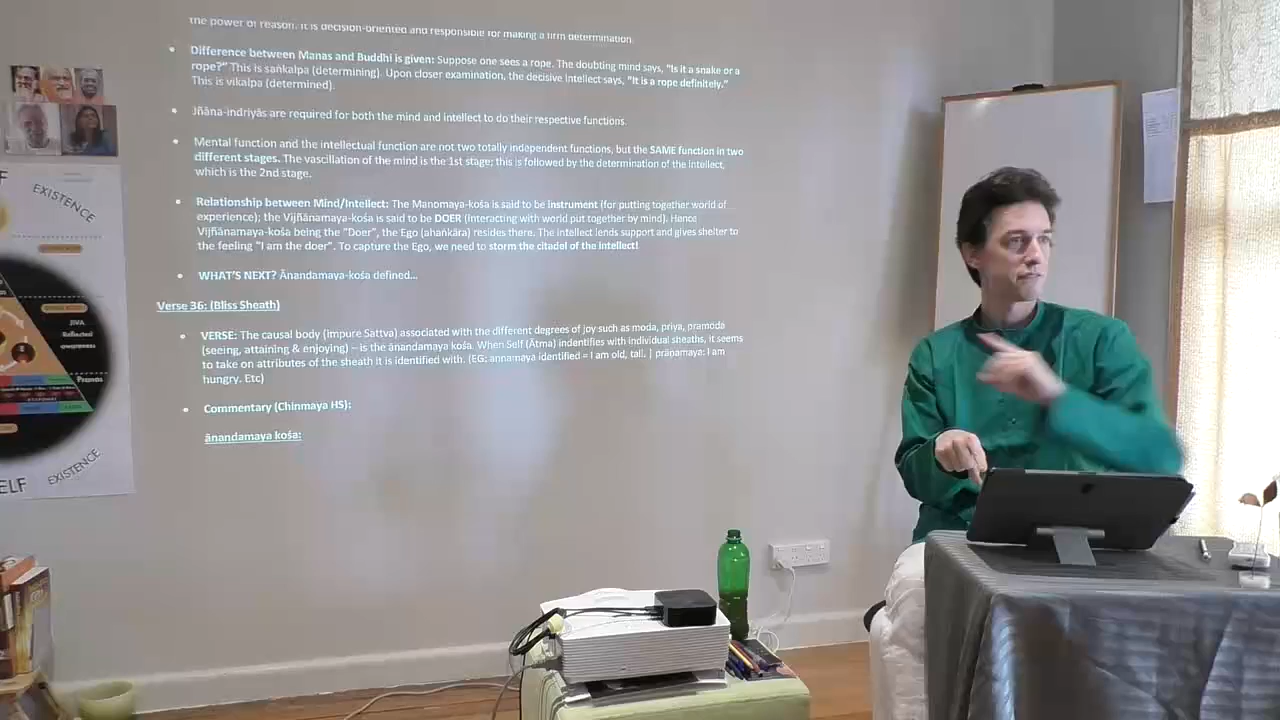 the power of reason. It is decision-oriented and responsible for making a firm determination.
• Difference between Manas and Buddhi is given: Suppose one sees a rope. The doubting mind says, "Is it a snake or a
rope?" This is saṅkalpa (determining). Upon closer examination, the decisive intellect says, "It is a rope definitely."
This is vikalpa (determined).
• Jñāna-indriyās are required for both the mind and intellect to do their respective functions.
• Mental function and the intellectual function are not two totally independent functions, but the SAME function in two
different stages. The vascillation of the mind is the 1st stage; this is followed by the determination of the intellect,
which is the 2nd stage.
• Relationship between Mind/Intellect: The Manomaya-kośa is said to be instrument (for putting together world of
experience); the Vijñānamaya-kośa is said to be DOER (Interacting with world put together by mind). Hence
Vijñānamaya-kośa being the "Doer", the Ego (ahaṅkāra) resides there. The intellect lends support and gives shelter to
the feeling "I am the doer". To capture the Ego, we need to storm the citadel of the intellect!
• WHAT'S NEXT? Ānandamaya-kośa defined...
Verse 36: (Bliss Sheath)
• VERSE: The causal body (impure Sattva) associated with the different degrees of joy such as moda, priya, pramoda
(seeing, attaining & enjoying) – is the ānandamaya kośa. When Self (Ātma) indentifies with individual sheaths, it seems
to take on attributes of the sheath it is identified with. (EG: annamaya identified = I am old, tall. | prāṇamaya: I am
hungry. Etc)
• Commentary (Chinmaya HS):
ānandamaya kośa:
EXISTENCE
JIVA
Reflected
Awareness
Pranas
EXISTENCE
ELF